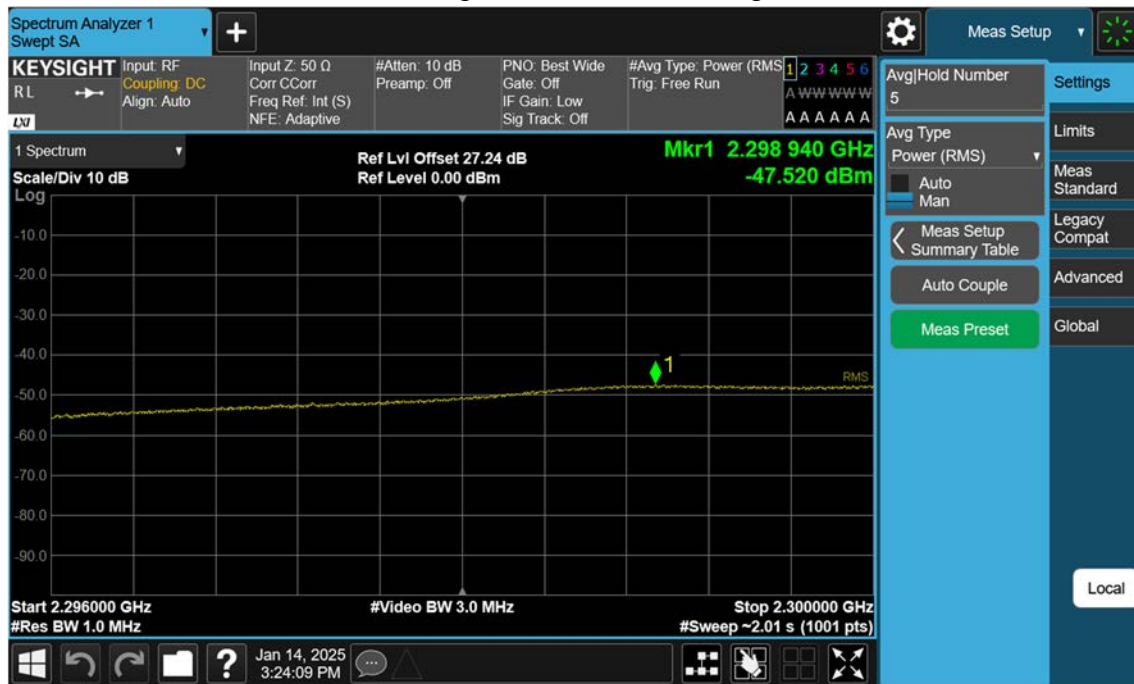 Spectrum Analyzer 1
Swept SA
+
Meas Setup
KEYSIGHT
RL
LXI
Input: RF
Coupling: DC
Align: Auto
Input Z: 50 Ω
Corr CCorr
Freq Ref: Int (S)
NFE: Adaptive
#Atten: 10 dB
Preamp: Off
PNO: Best Wide
Gate: Off
IF Gain: Low
Sig Track: Off
#Avg Type: Power (RMS
Trig: Free Run
1 2 3 4 5 6
A W W W W W
A A A A A A
1 Spectrum
Scale/Div 10 dB
Log
Ref Lvl Offset 27.24 dB
Ref Level 0.00 dBm
Mkr1 2.298 940 GHz
-47.520 dBm
-10.0
-20.0
-30.0
-40.0
-50.0
-60.0
-70.0
-80.0
-90.0
1
RMS
Start 2.296000 GHz
#Res BW 1.0 MHz
#Video BW 3.0 MHz
Stop 2.300000 GHz
#Sweep ~2.01 s (1001 pts)
Avg|Hold Number
5
Avg Type
Power (RMS)
Auto
Man
Meas Setup
Summary Table
Auto Couple
Meas Preset
Settings
Limits
Meas
Standard
Legacy
Compat
Advanced
Global
Local
?
Jan 14, 2025
3:24:09 PM